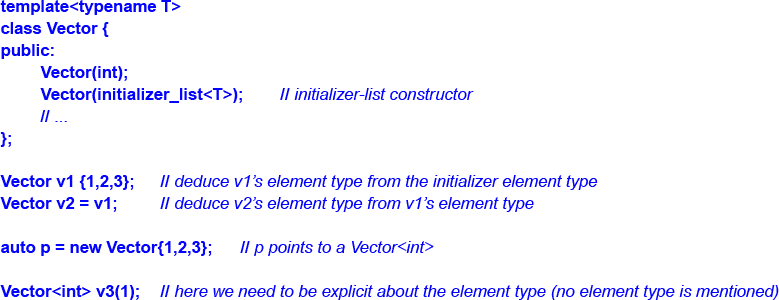 template<typename T>
class Vector {
public:
Vector(int);
Vector(initializer_list<T>); // initializer-list constructor
// ...
};
Vector v1 {1,2,3}; // deduce v1’s element type from the initializer element type
Vector v2 = v1; // deduce v2’s element type from v1’s element type
auto p = new Vector{1,2,3}; // p points to a Vector<int>
Vector<int> v3(1); // here we need to be explicit about the element type (no element type is mentioned)